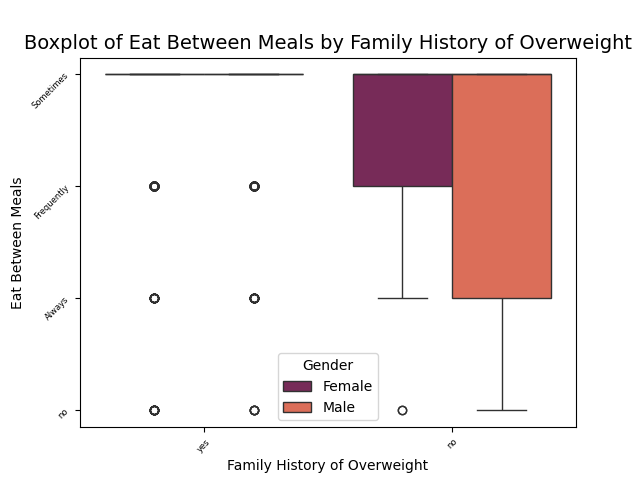 Boxplot of Eat Between Meals by Family History of Overweight
Eat Between Meals
Sometimes
Frequently
Always
no
Gender
Female
Male
yes
no
Family History of Overweight